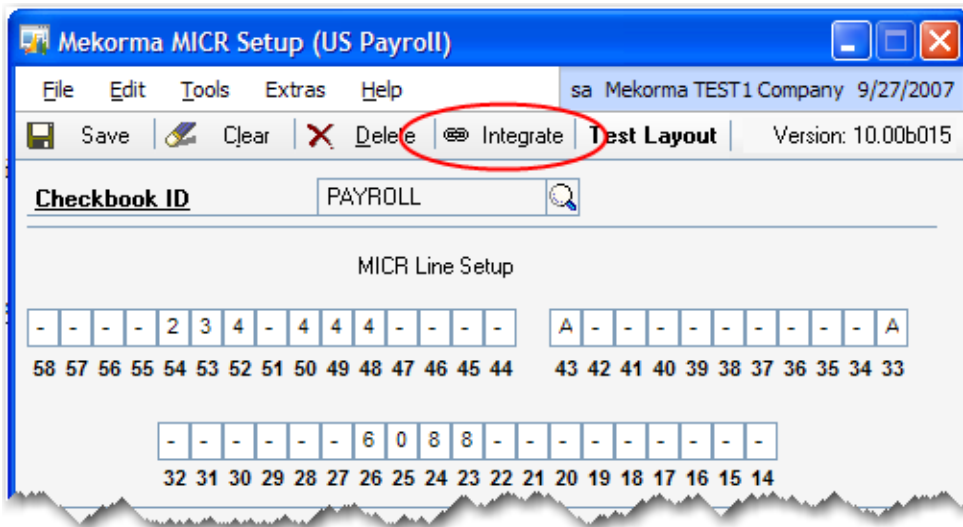 Mekorma MICR Setup (US Payroll)
File Edit Tools Extras Help sa Mekorma TEST1 Company 9/27/2007
Save Clear Delete Integrate Test Layout Version: 10.00b015
Checkbook ID PAYROLL
MICR Line Setup
- - - - 2 3 4 - 4 4 4 - - - - A - - - - - - - - - A
58 57 56 55 54 53 52 51 50 49 48 47 46 45 44 43 42 41 40 39 38 37 36 35 34 33
- - - - - - 6 0 8 8 - - - - - - - - -
32 31 30 29 28 27 26 25 24 23 22 21 20 19 18 17 16 15 14